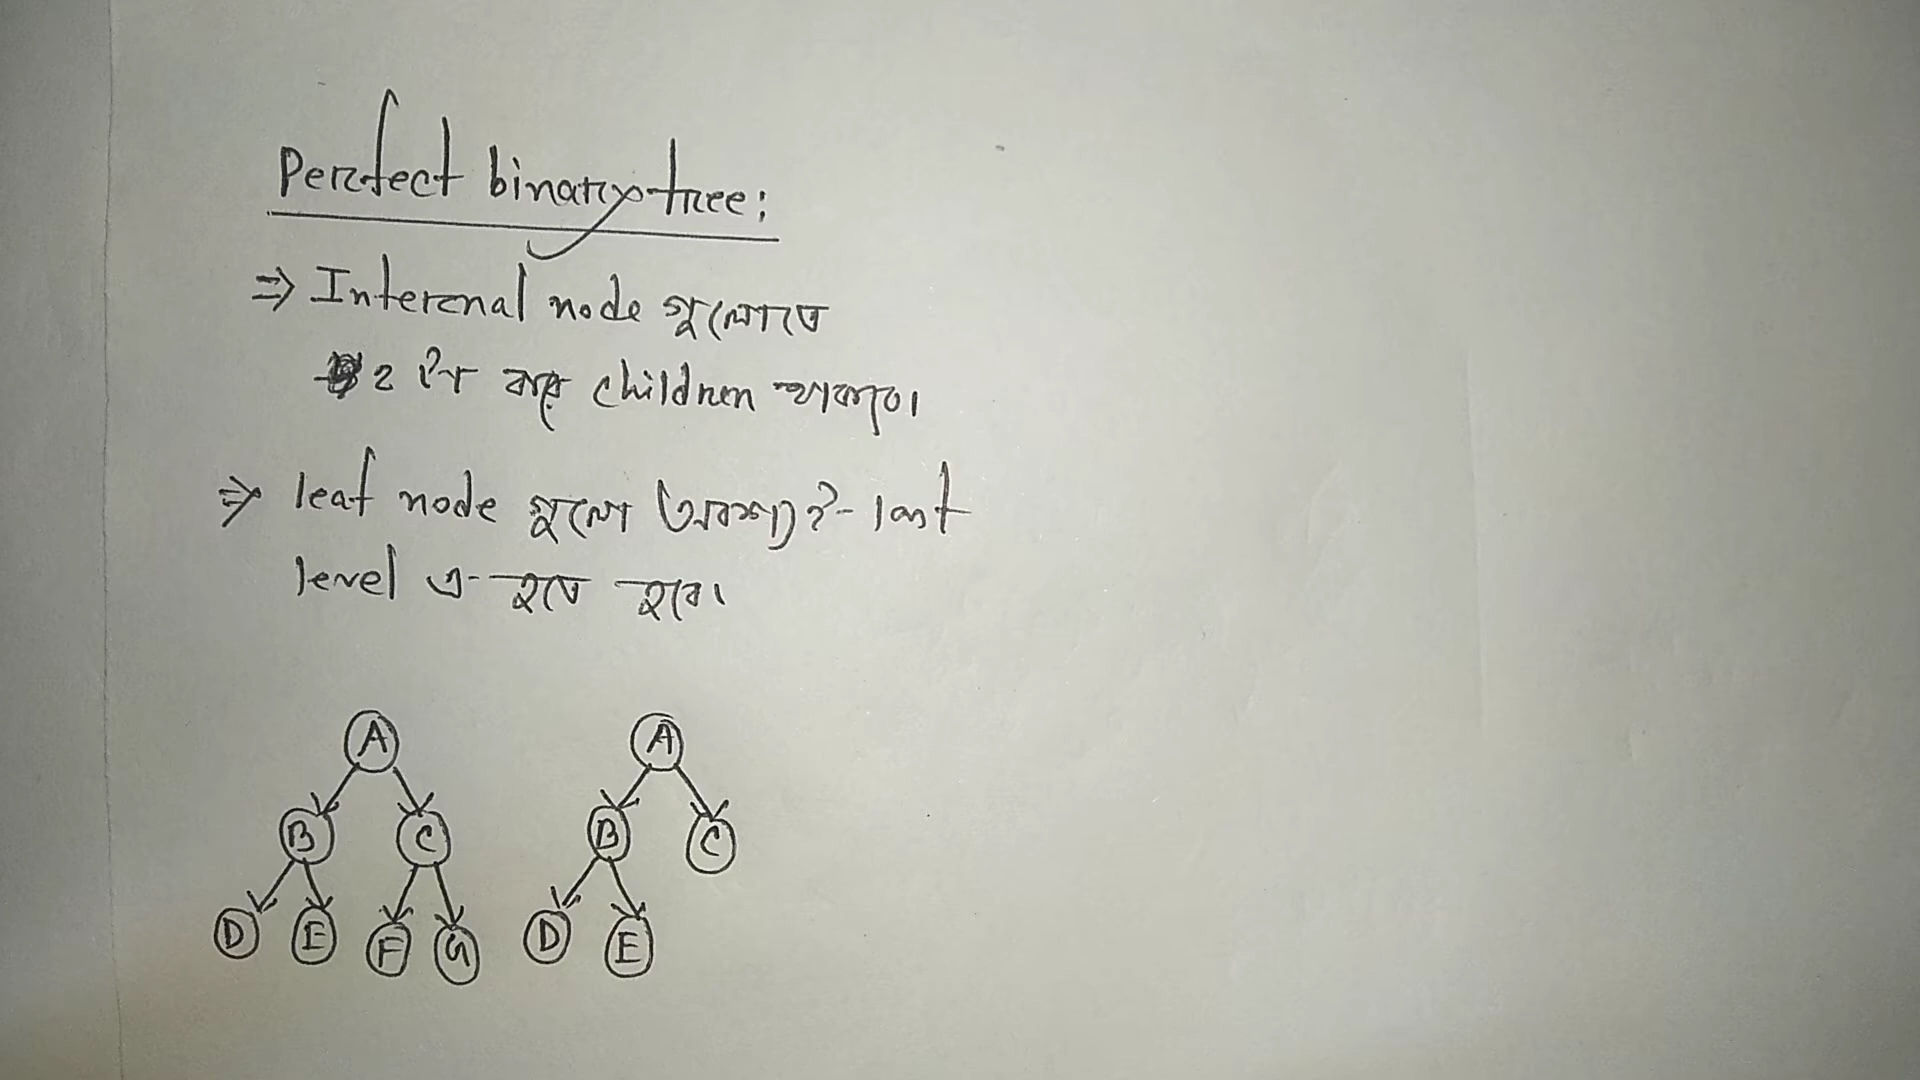 Perfect binary tree:
⇒ Internal node গুলোতে
2 টি করে children থাকবে।
⇒ leaf node গুলো অবশ্যই last
level এ হতে হবে।
A A
B C B C
D E F G D E